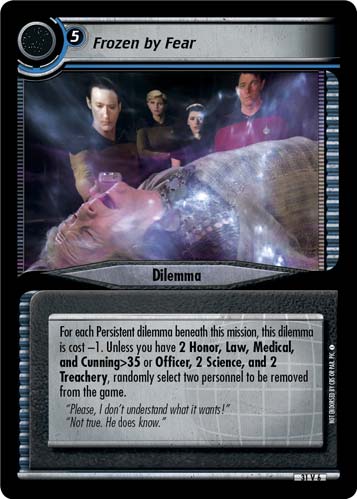 5
Frozen by Fear
Dilemma
For each Persistent dilemma beneath this mission, this dilemma
is cost –1. Unless you have 2 Honor, Law, Medical,
and Cunning>35 or Officer, 2 Science, and 2
Treachery, randomly select two personnel to be removed
from the game.
"Please, I don't understand what it wants!"
"Not true. He does know."
NOT ENDORSED BY CBS OR PAR. PIC.
31 V 6